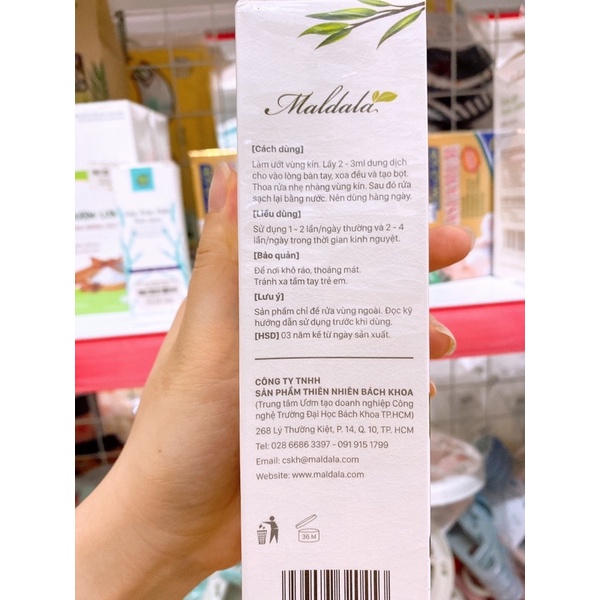 Maldala
[Cách dùng]
Làm ướt vùng kín. Lấy 2 - 3ml dung dịch
cho vào lòng bàn tay, xoa đều và tạo bọt.
Thoa rửa nhẹ nhàng vùng kín. Sau đó rửa
sạch lại bằng nước. Nên dùng hàng ngày.
[Liều dùng]
Sử dụng 1 - 2 lần/ngày thường và 2 - 4
lần/ngày trong thời gian kinh nguyệt.
[Bảo quản]
Để nơi khô ráo, thoáng mát.
Tránh xa tầm tay trẻ em.
[Lưu ý]
Sản phẩm chỉ để rửa vùng ngoài. Đọc kỹ
hướng dẫn sử dụng trước khi dùng.
[HSD] 03 năm kể từ ngày sản xuất.
CÔNG TY TNHH
SẢN PHẨM THIÊN NHIÊN BÁCH KHOA
(Trung tâm Ươm tạo doanh nghiệp Công
nghệ Trường Đại Học Bách Khoa TP.HCM)
268 Lý Thường Kiệt, P. 14, Q. 10, TP. HCM
Tel: 028 6686 3397 - 091 915 1799
Email: cskh@maldala.com
Website: www.maldala.com
36 M